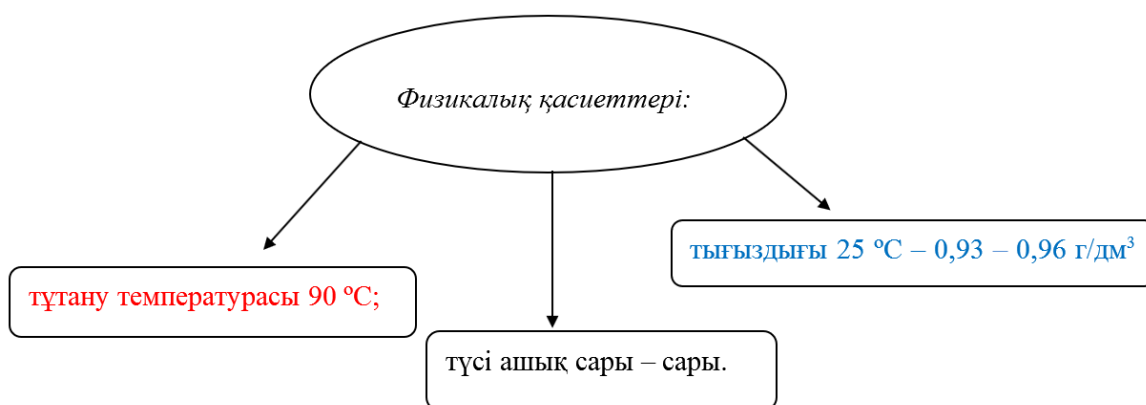 Физикалық қасиеттері:
тұтану температурасы 90 ºС;
түсі ашық сары – сары.
тығыздығы 25 ºС – 0,93 – 0,96 г/дм³